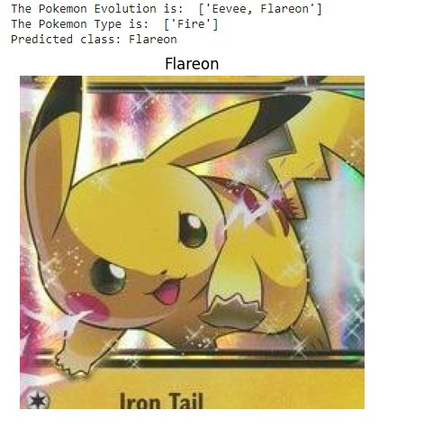 The Pokemon Evolution is:  ['Eevee, Flareon']
The Pokemon Type is:  ['Fire']
Predicted class: Flareon
Flareon
Iron Tail